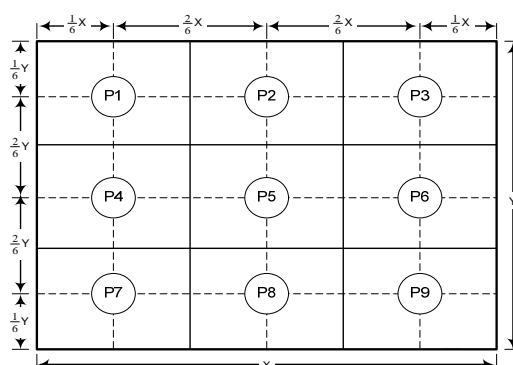 1/6 X 2/6 X 2/6 X 1/6 X
1/6 Y
P1 P2 P3
2/6 Y
P4 P5 P6
Y
2/6 Y
P7 P8 P9
1/6 Y
X